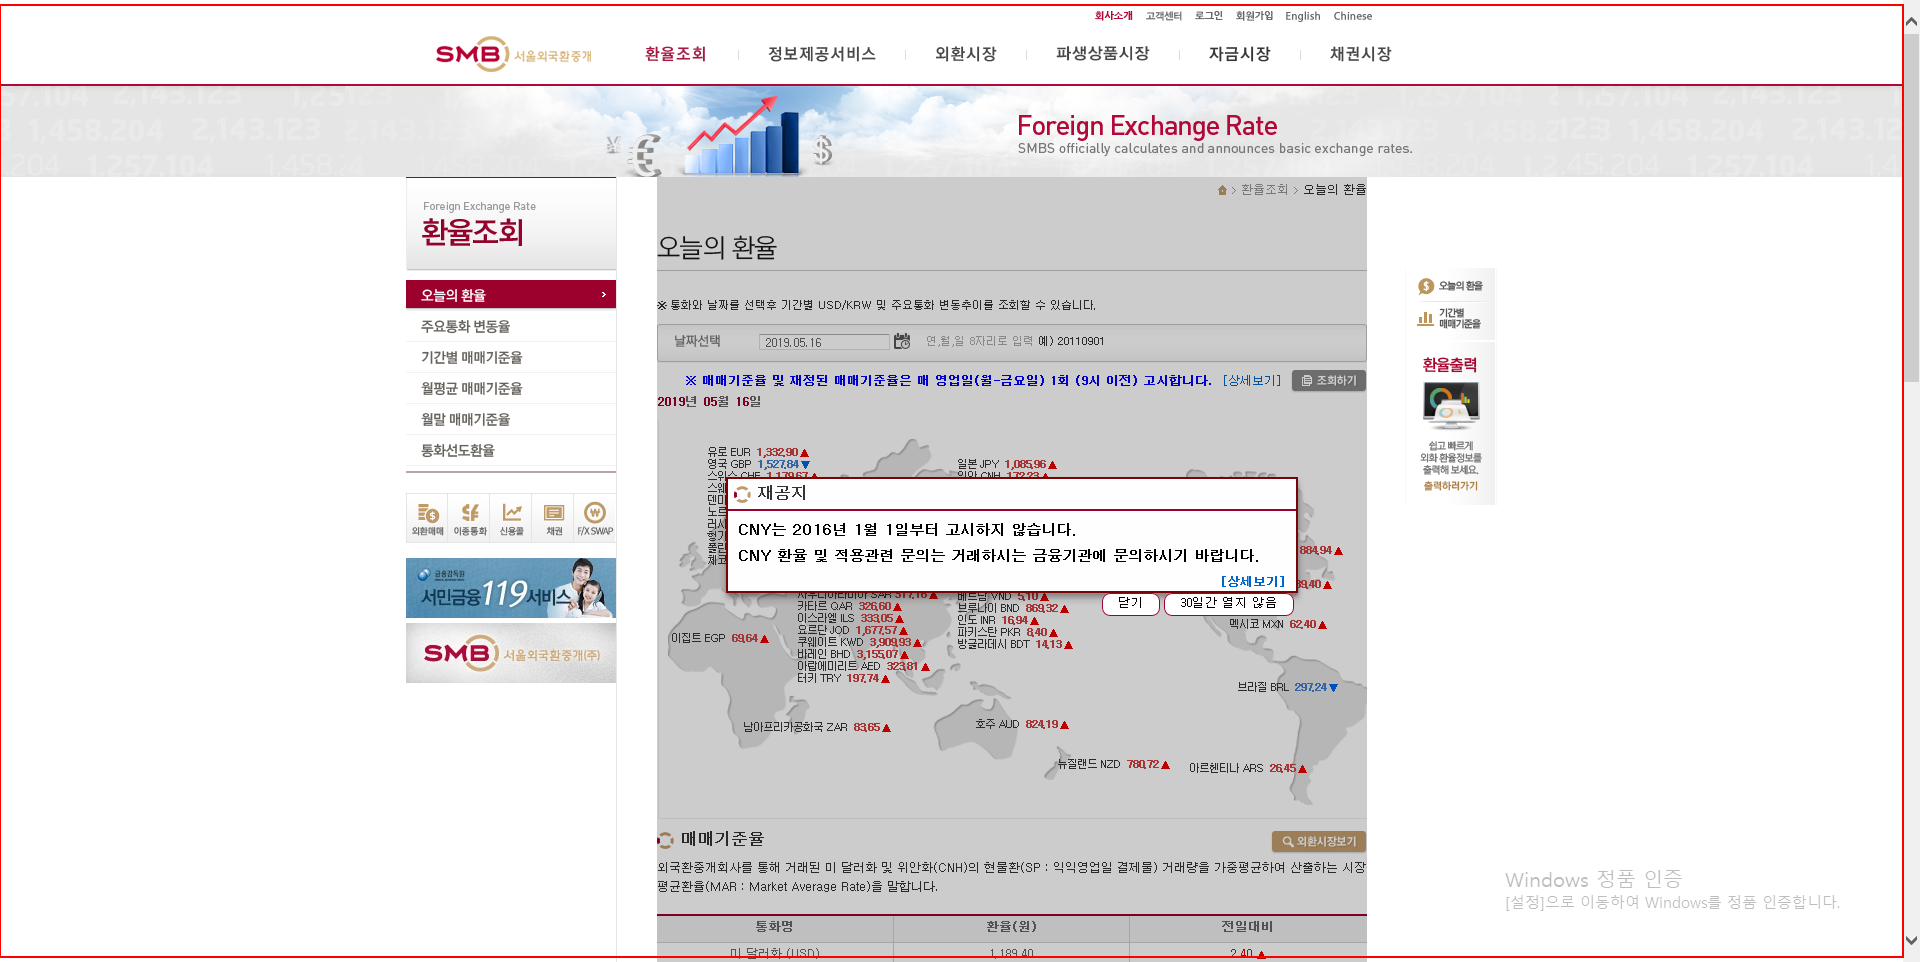 회사소개 고객센터 로그인 회원가입 English Chinese
SMB 서울외국환중개
환율조회 정보제공서비스 외환시장 파생상품시장 자금시장 채권시장
Foreign Exchange Rate
SMBS officially calculates and announces basic exchange rates.
Foreign Exchange Rate
환율조회
오늘의 환율
주요통화 변동율
기간별 매매기준율
월평균 매매기준율
월말 매매기준율
통화선도환율
외환매매 이종통화 신용콜 채권 F/X SWAP
금융감독원
서민금융 119 서비스
SMB 서울외국환중개(주)
> 환율조회 > 오늘의 환율
오늘의 환율
※ 통화와 날짜를 선택후 기간별 USD/KRW 및 주요통화 변동추이를 조회할 수 있습니다.
날짜선택 2019.05.16 연,월,일 8자리로 입력 예) 20110901
※ 매매기준율 및 재정된 매매기준율은 매 영업일(월-금요일) 1회 (9시 이전) 고시합니다. [상세보기] 조회하기
2019년 05월 16일
유로 EUR 1,332.90▲
영국 GBP 1,527.84▼
스위스 CHF 1,179.67▲
일본 JPY 1,085.96▲
위안 CNH 172.23▲
재공지
CNY는 2016년 1월 1일부터 고시하지 않습니다.
CNY 환율 및 적용관련 문의는 거래하시는 금융기관에 문의하시기 바랍니다.
[상세보기]
닫기 30일간 열지 않음
884.94▲
39.40▲
멕시코 MXN 62.40▲
사우디아라비아 SAR 317.16▲
카타르 QAR 326.60▲
이스라엘 ILS 333.05▲
요르단 JOD 1,677.57▲
쿠웨이트 KWD 3,909.93▲
바레인 BHD 3,155.07▲
아랍에미리트 AED 323.81▲
터키 TRY 197.74▲
베트남 VND 5.10▲
브루나이 BND 869.32▲
인도 INR 16.94▲
파키스탄 PKR 8.40▲
방글라데시 BDT 14.13▲
이집트 EGP 69.64▲
브라질 BRL 297.24▼
남아프리카공화국 ZAR 83.65▲
호주 AUD 824.19▲
뉴질랜드 NZD 780.72▲
아르헨티나 ARS 26.45▲
매매기준율
외환시장보기
외국환중개회사를 통해 거래된 미 달러화 및 위안화(CNH)의 현물환(SP : 익익영업일 결제물) 거래량을 가중평균하여 산출하는 시장
평균환율(MAR : Market Average Rate)을 말합니다.
통화명 환율(원) 전일대비
미 달러화 (USD) 1,189.40 2.40 ▲
오늘의 환율
기간별
매매기준율
환율출력
쉽고 빠르게
외화 환율정보를
출력해 보세요.
출력하러가기
Windows 정품 인증
[설정]으로 이동하여 Windows를 정품 인증합니다.